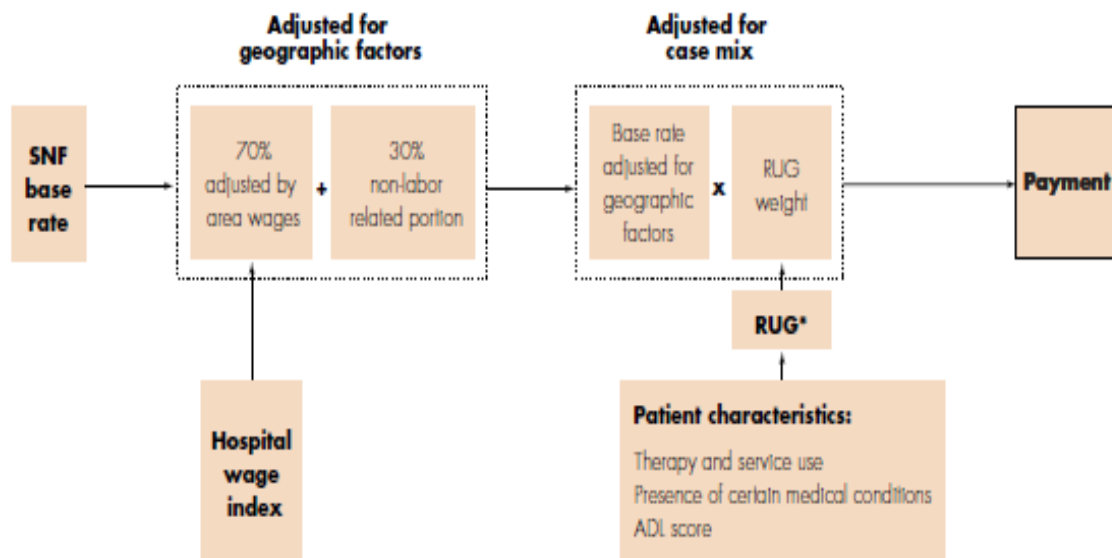 Adjusted for
geographic factors
Adjusted for
case mix
SNF
base
rate
70%
adjusted by
area wages
+
30%
non-labor
related portion
Base rate
adjusted for
geographic
factors
x
RUG
weight
Payment
RUG*
Hospital
wage
index
Patient characteristics:
Therapy and service use
Presence of certain medical conditions
ADL score